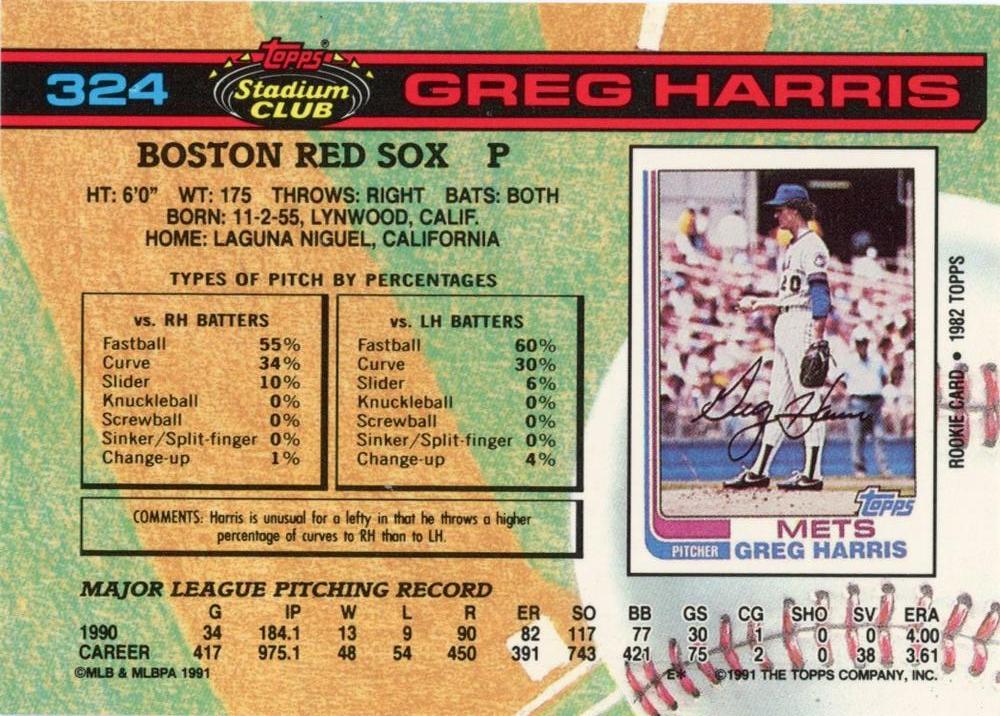 324 Topps® Stadium CLUB GREG HARRIS
BOSTON RED SOX P
HT: 6'0" WT: 175 THROWS: RIGHT BATS: BOTH
BORN: 11-2-55, LYNWOOD, CALIF.
HOME: LAGUNA NIGUEL, CALIFORNIA
TYPES OF PITCH BY PERCENTAGES
vs. RH BATTERS
Fastball 55%
Curve 34%
Slider 10%
Knuckleball 0%
Screwball 0%
Sinker/Split-finger 0%
Change-up 1%
vs. LH BATTERS
Fastball 60%
Curve 30%
Slider 6%
Knuckleball 0%
Screwball 0%
Sinker/Split-finger 0%
Change-up 4%
COMMENTS: Harris is unusual for a lefty in that he throws a higher
percentage of curves to RH than to LH.
20
Greg Harris
Topps
METS
PITCHER GREG HARRIS
ROOKIE CARD • 1982 TOPPS
MAJOR LEAGUE PITCHING RECORD
G IP W L R ER SO BB GS CG SHO SV ERA
1990 34 184.1 13 9 90 82 117 77 30 1 0 0 4.00
CAREER 417 975.1 48 54 450 391 743 421 75 2 0 38 3.61
©MLB & MLBPA 1991 E* ©1991 THE TOPPS COMPANY, INC.